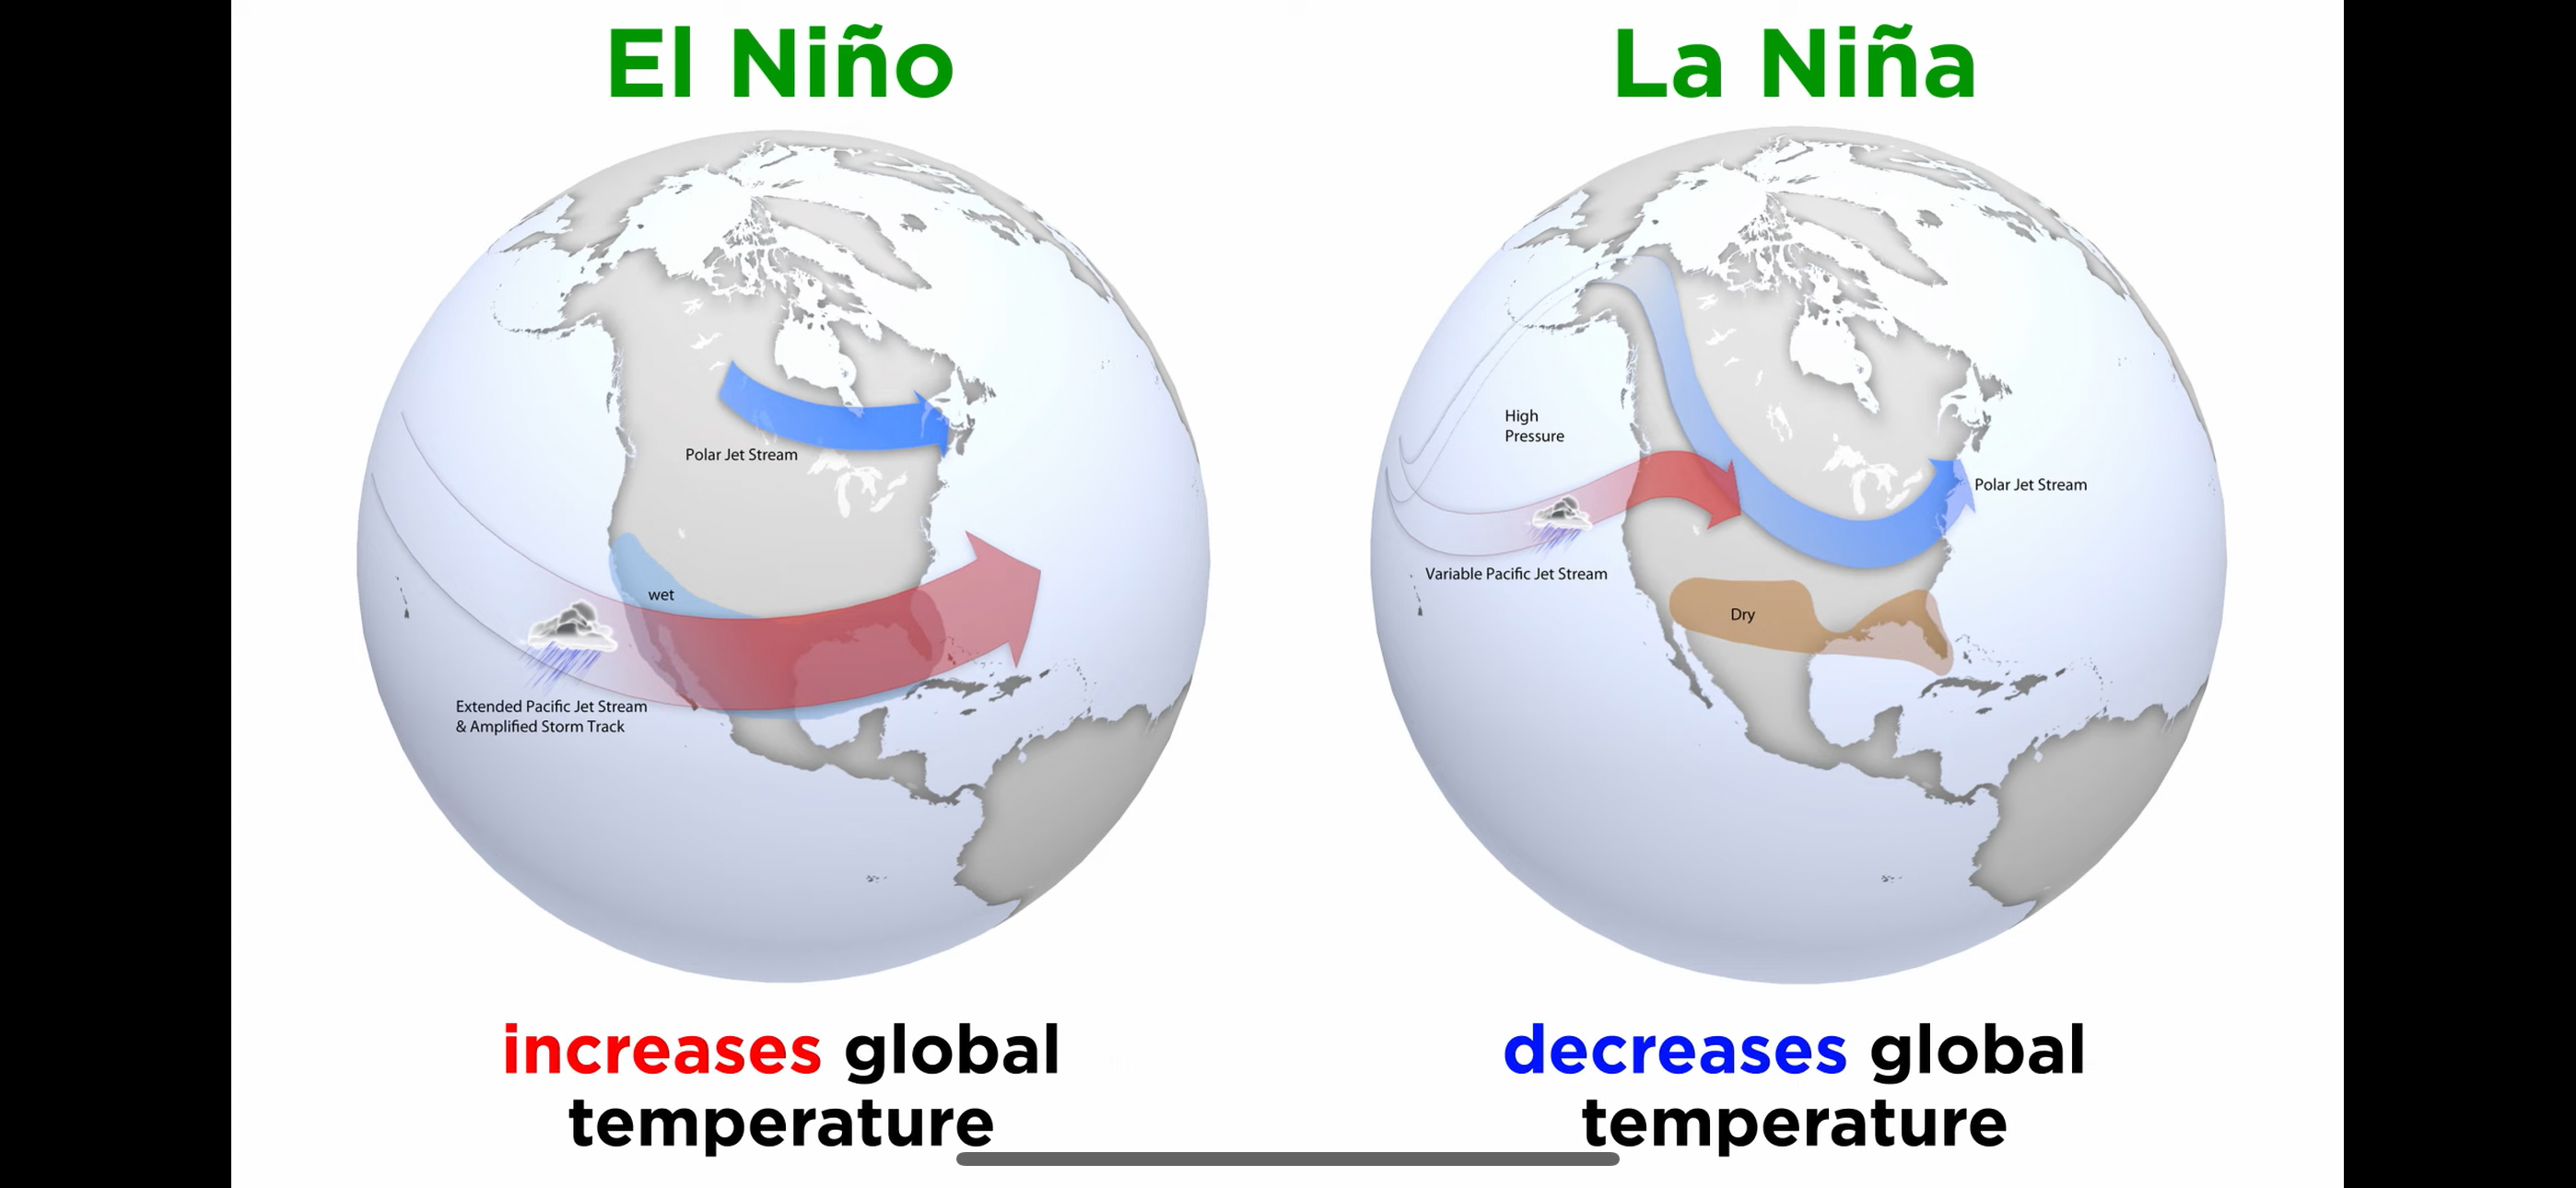 El Niño
Polar Jet Stream
wet
Extended Pacific Jet Stream
& Amplified Storm Track
increases global
temperature
La Niña
High
Pressure
Polar Jet Stream
Variable Pacific Jet Stream
Dry
decreases global
temperature